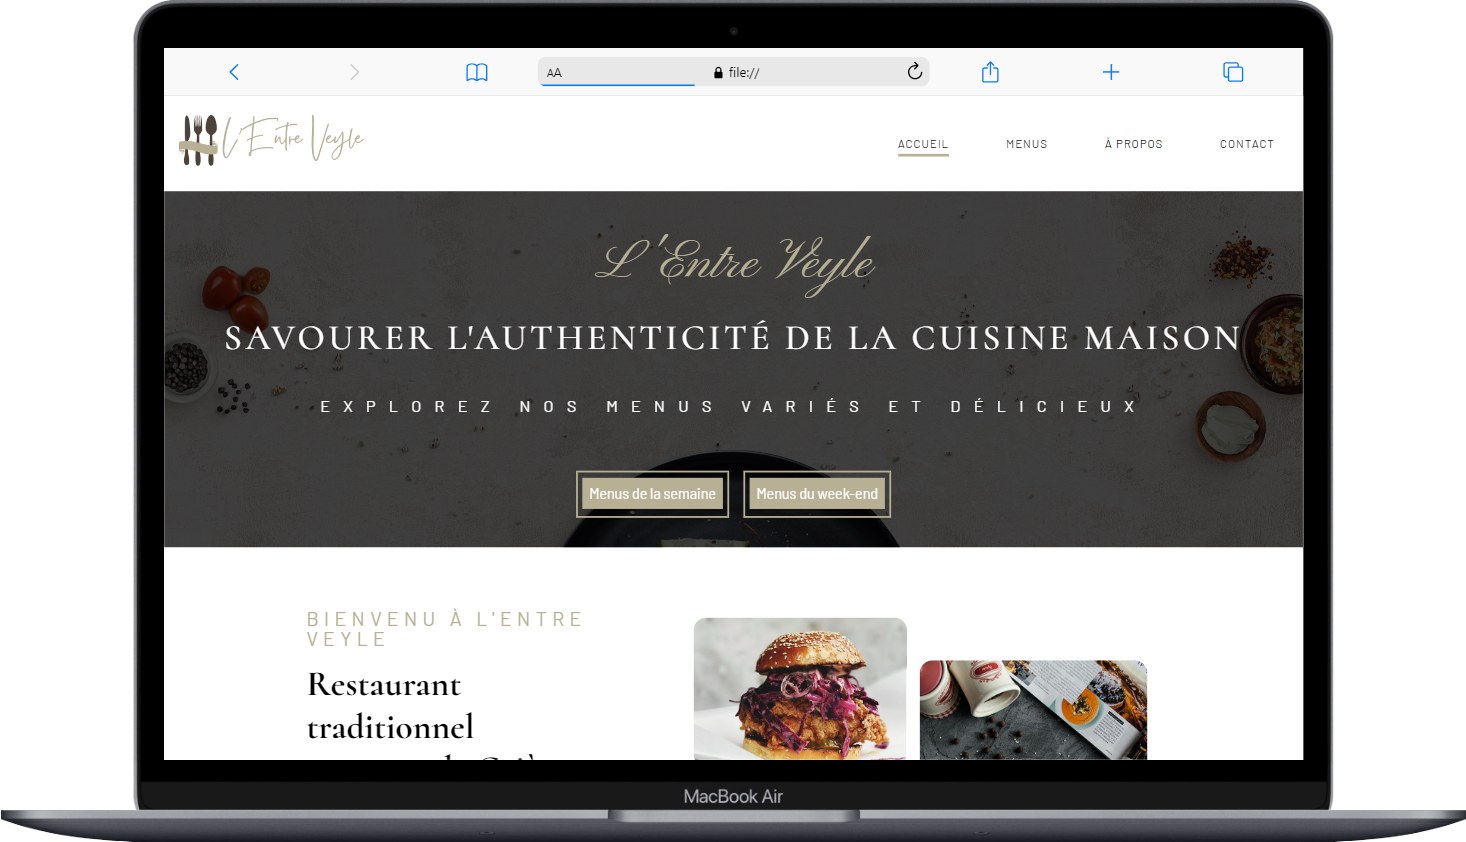 AA
file://
L'Entre Veyle
ACCUEIL
MENUS
À PROPOS
CONTACT
L'Entre Veyle
SAVOURER L'AUTHENTICITÉ DE LA CUISINE MAISON
EXPLOREZ NOS MENUS VARIÉS ET DÉLICIEUX
Menus de la semaine
Menus du week-end
BIENVENU À L'ENTRE
VEYLE
Restaurant
traditionnel
MacBook Air